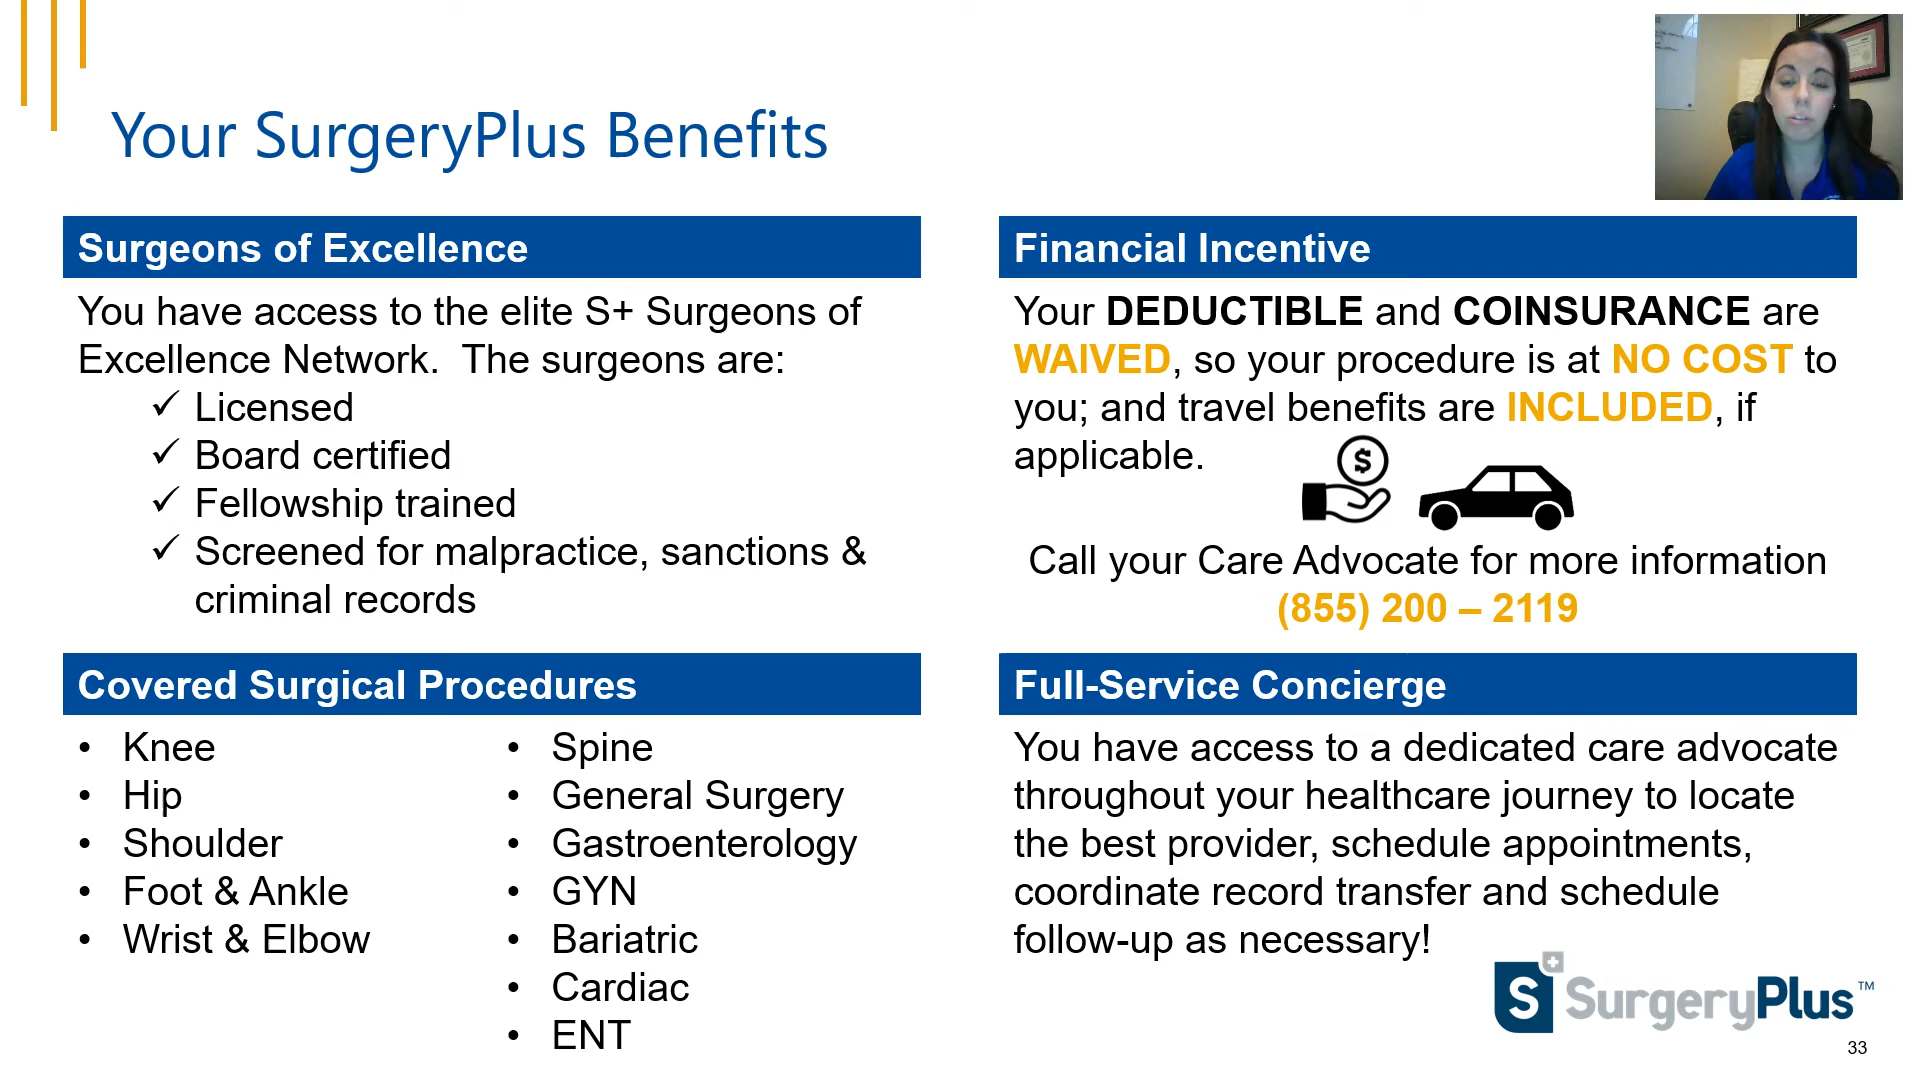 Your SurgeryPlus Benefits
Surgeons of Excellence
You have access to the elite S+ Surgeons of
Excellence Network.  The surgeons are:
✓ Licensed
✓ Board certified
✓ Fellowship trained
✓ Screened for malpractice, sanctions &
criminal records
Financial Incentive
Your DEDUCTIBLE and COINSURANCE are
WAIVED, so your procedure is at NO COST to
you; and travel benefits are INCLUDED, if
applicable.
$
Call your Care Advocate for more information
(855) 200 – 2119
Covered Surgical Procedures
• Knee
• Hip
• Shoulder
• Foot & Ankle
• Wrist & Elbow
• Spine
• General Surgery
• Gastroenterology
• GYN
• Bariatric
• Cardiac
• ENT
Full-Service Concierge
You have access to a dedicated care advocate
throughout your healthcare journey to locate
the best provider, schedule appointments,
coordinate record transfer and schedule
follow-up as necessary!
S+ SurgeryPlus™
33